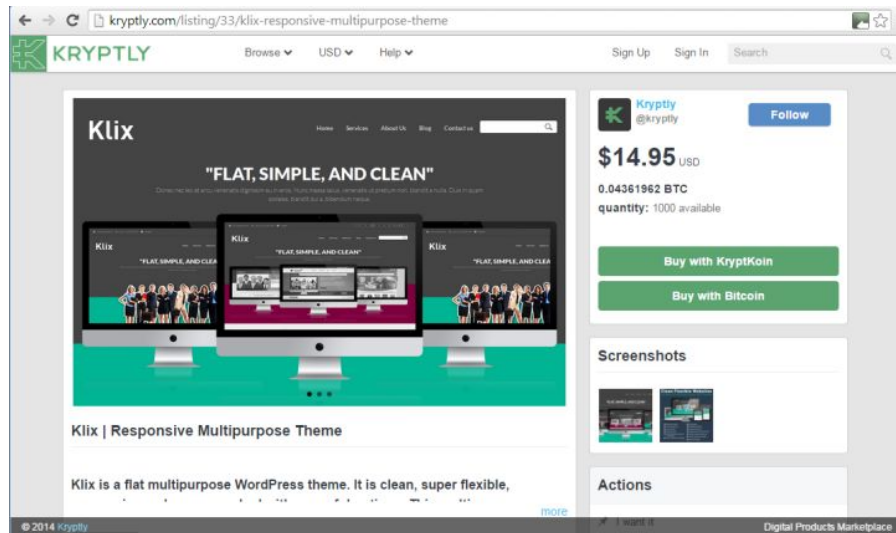 kryptly.com/listing/33/klix-responsive-multipurpose-theme
KRYPTLY
Browse
USD
Help
Sign Up
Sign In
Search
Klix
Home Services About Us Blog Contact us
"FLAT, SIMPLE, AND CLEAN"
Klix
"FLAT, SIMPLE, AND CLEA
Klix
"FLAT, SIMPLE, AND CLEAN"
Klix
"FLAT, SIMPLE, AND CLEA
Klix | Responsive Multipurpose Theme
Klix is a flat multipurpose WordPress theme. It is clean, super flexible,
more
Kryptly
@kryptly
Follow
$14.95 USD
0.04361962 BTC
quantity: 1000 available
Buy with KryptKoin
Buy with Bitcoin
Screenshots
Actions
I want it
© 2014 Kryptly
Digital Products Marketplace